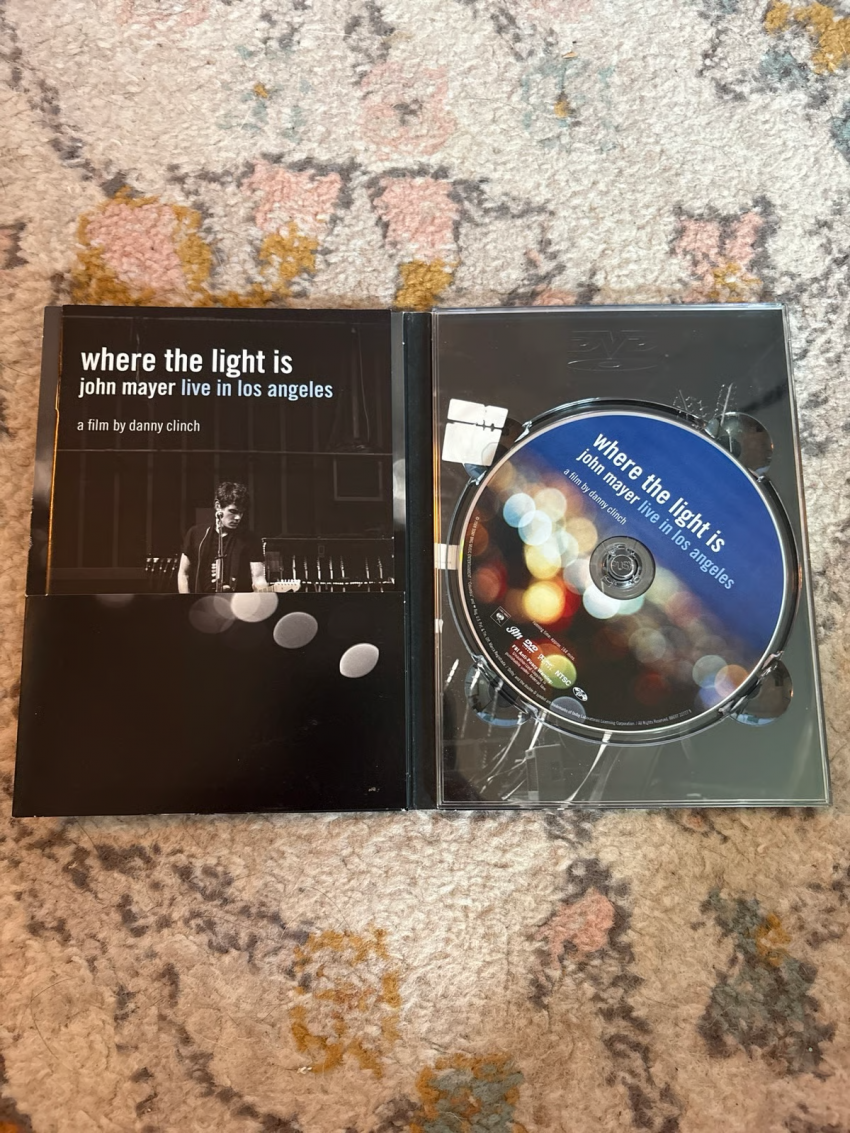 where the light is
john mayer live in los angeles
a film by danny clinch
DVD
where the light is
john mayer live in los angeles
a film by danny clinch
DVD
NTSC